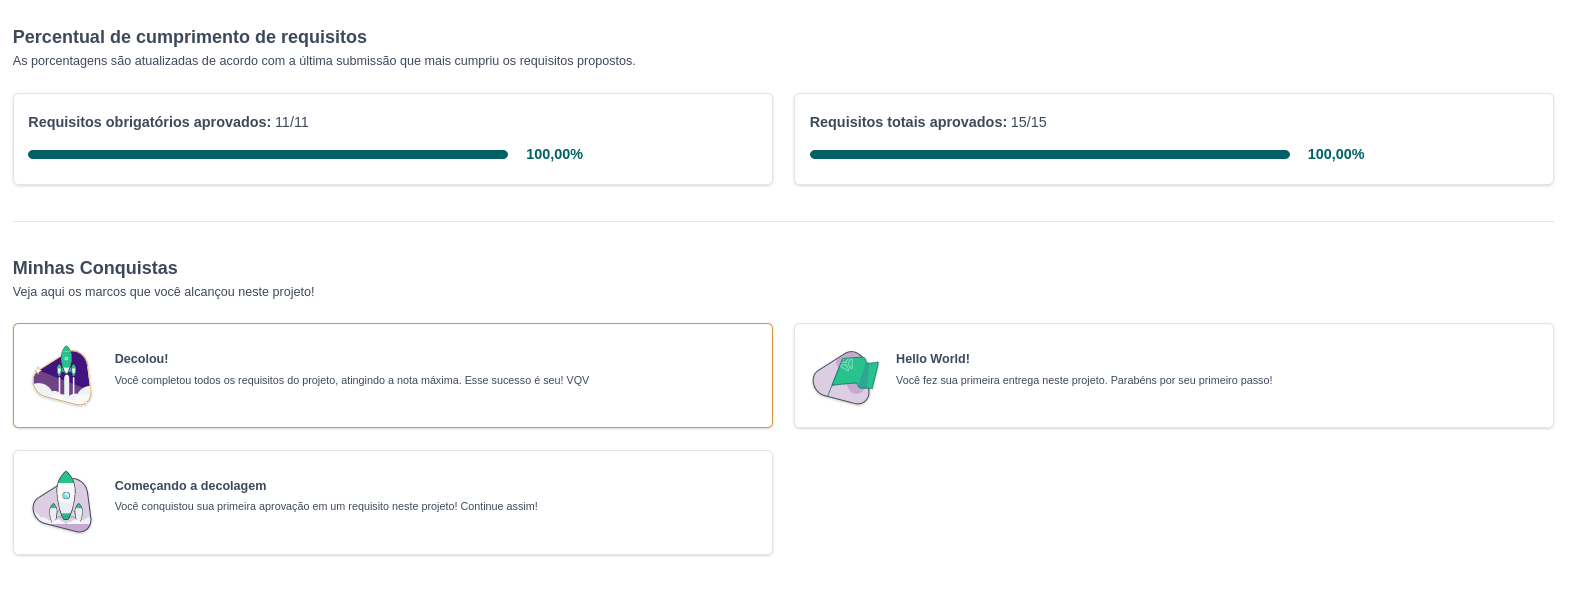 Percentual de cumprimento de requisitos
As porcentagens são atualizadas de acordo com a última submissão que mais cumpriu os requisitos propostos.
Requisitos obrigatórios aprovados: 11/11
100,00%
Requisitos totais aprovados: 15/15
100,00%
Minhas Conquistas
Veja aqui os marcos que você alcançou neste projeto!
Decolou!
Você completou todos os requisitos do projeto, atingindo a nota máxima. Esse sucesso é seu! VQV
Hello World!
Você fez sua primeira entrega neste projeto. Parabéns por seu primeiro passo!
Começando a decolagem
Você conquistou sua primeira aprovação em um requisito neste projeto! Continue assim!